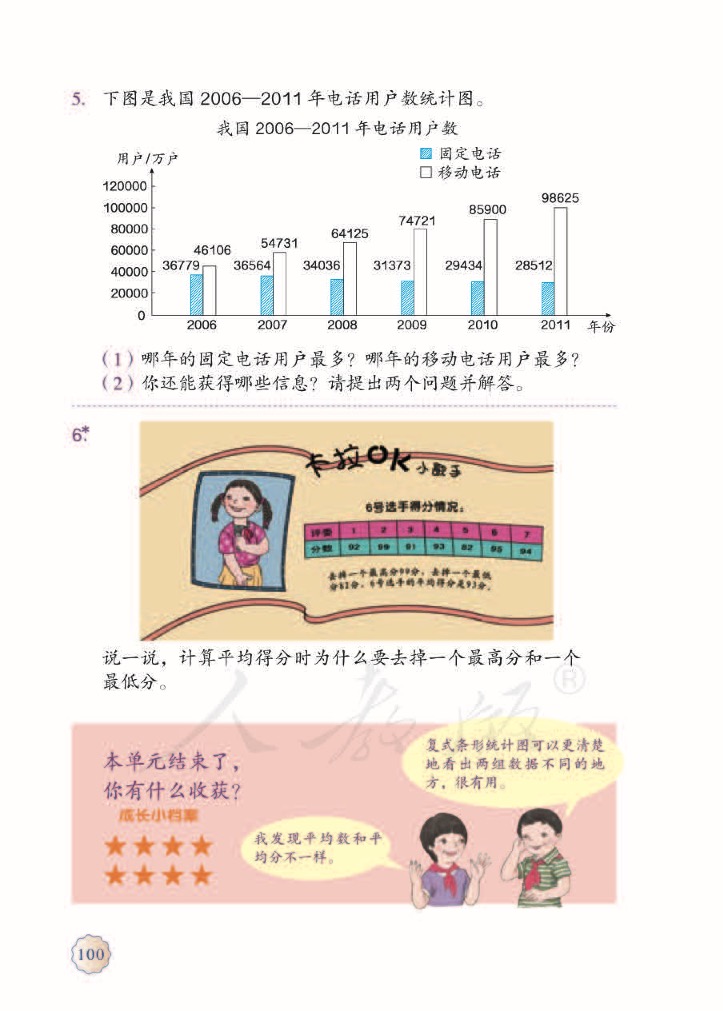 5. 下图是我国 2006—2011 年电话用户数统计图。
我国 2006—2011 年电话用户数
用户/万户
固定电话
移动电话
120000
100000
80000
60000
40000
20000
0
36779 46106
36564 54731
34036 64125
31373 74721
29434 85900
28512 98625
2006 2007 2008 2009 2010 2011 年份
(1) 哪年的固定电话用户最多？哪年的移动电话用户最多？
(2) 你还能获得哪些信息？请提出两个问题并解答。
6*.
卡拉OK小歌手
6号选手得分情况：
评委 1 2 3 4 5 6 7
分数 92 99 91 93 82 95 94
去掉一个最高分99分，去掉一个最低
分82分，6号选手的平均得分是93分。
说一说，计算平均得分时为什么要去掉一个最高分和一个
最低分。
人教版®
本单元结束了，
你有什么收获？
成长小档案
复式条形统计图可以更清楚
地看出两组数据不同的地
方，很有用。
我发现平均数和平
均分不一样。
100